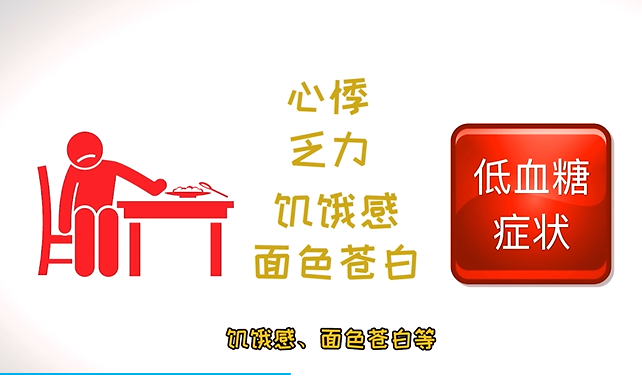 心悸
乏力
饥饿感
面色苍白
低血糖
症状
饥饿感、面色苍白等